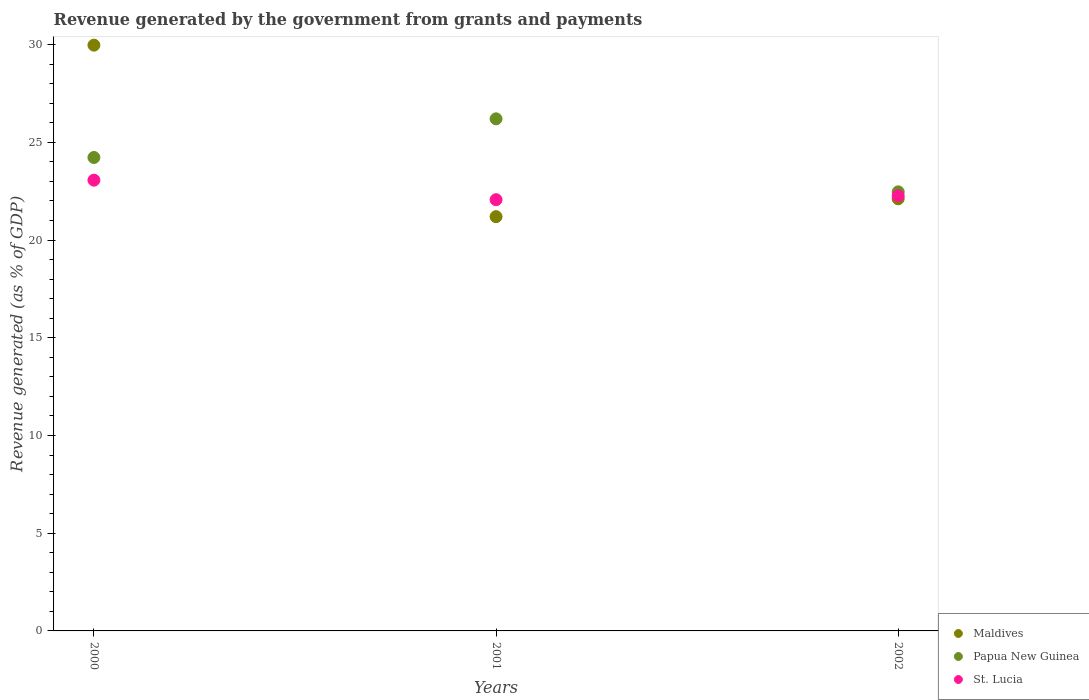 Revenue generated by the government from grants and payments
Revenue generated (as % of GDP)
30
25
20
15
10
5
0
2000
2001
2002
Years
Maldives
Papua New Guinea
St. Lucia